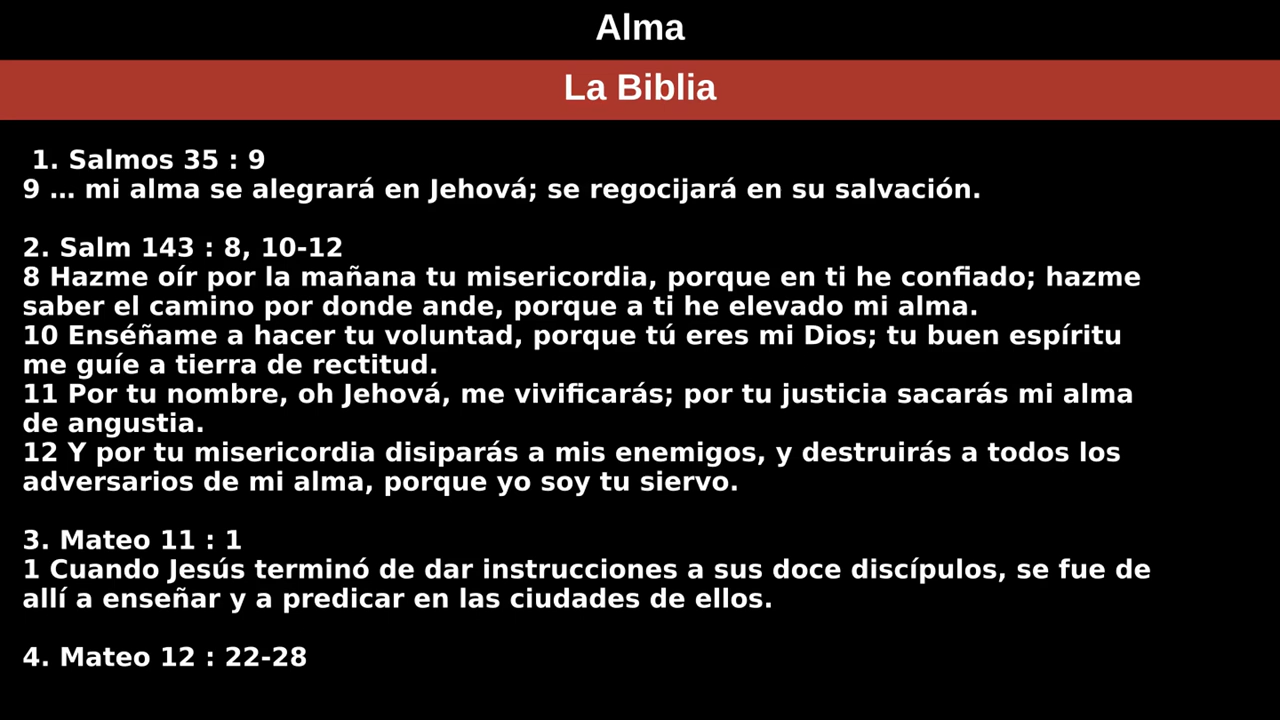 Alma
La Biblia
1. Salmos 35 : 9
9 … mi alma se alegrará en Jehová; se regocijará en su salvación.
2. Salm 143 : 8, 10-12
8 Hazme oír por la mañana tu misericordia, porque en ti he confiado; hazme
saber el camino por donde ande, porque a ti he elevado mi alma.
10 Enséñame a hacer tu voluntad, porque tú eres mi Dios; tu buen espíritu
me guíe a tierra de rectitud.
11 Por tu nombre, oh Jehová, me vivificarás; por tu justicia sacarás mi alma
de angustia.
12 Y por tu misericordia disiparás a mis enemigos, y destruirás a todos los
adversarios de mi alma, porque yo soy tu siervo.
3. Mateo 11 : 1
1 Cuando Jesús terminó de dar instrucciones a sus doce discípulos, se fue de
allí a enseñar y a predicar en las ciudades de ellos.
4. Mateo 12 : 22-28